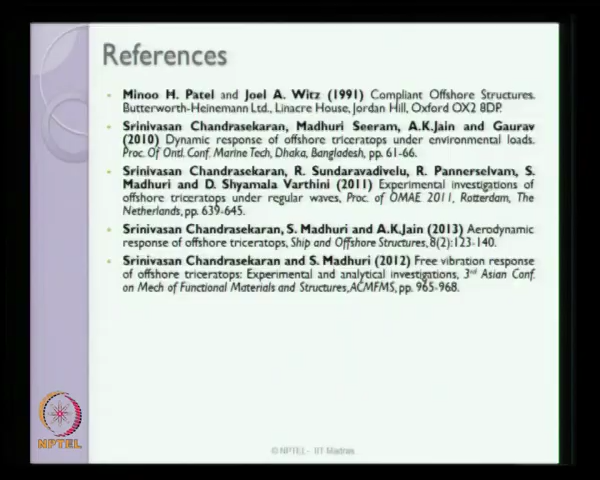 References
Minoo H. Patel and Joel A. Witz (1991) Compliant Offshore Structures.
Butterworth-Heinemann Ltd., Linacre House, Jordan Hill, Oxford OX2 8DP.
Srinivasan Chandrasekaran, Madhuri Seeram, A.K.Jain and Gaurav
(2010) Dynamic response of offshore triceratops under environmental loads.
Proc. Of Ontl. Conf. Marine Tech, Dhaka, Bangladesh, pp. 61-66.
Srinivasan Chandrasekaran, R. Sundaravadivelu, R. Pannerselvam, S.
Madhuri and D. Shyamala Varthini (2011) Experimental investigations of
offshore triceratops under regular waves, Proc. of OMAE 2011, Rotterdam, The
Netherlands, pp. 639-645.
Srinivasan Chandrasekaran, S. Madhuri and A.K.Jain (2013) Aerodynamic
response of offshore triceratops, Ship and Offshore Structures, 8(2):123-140.
Srinivasan Chandrasekaran and S. Madhuri (2012) Free vibration response
of offshore triceratops: Experimental and analytical investigations, 3rd Asian Conf.
on Mech of Functional Materials and Structures, ACMFMS, pp. 965-968.
NPTEL
© NPTEL - IIT Madras